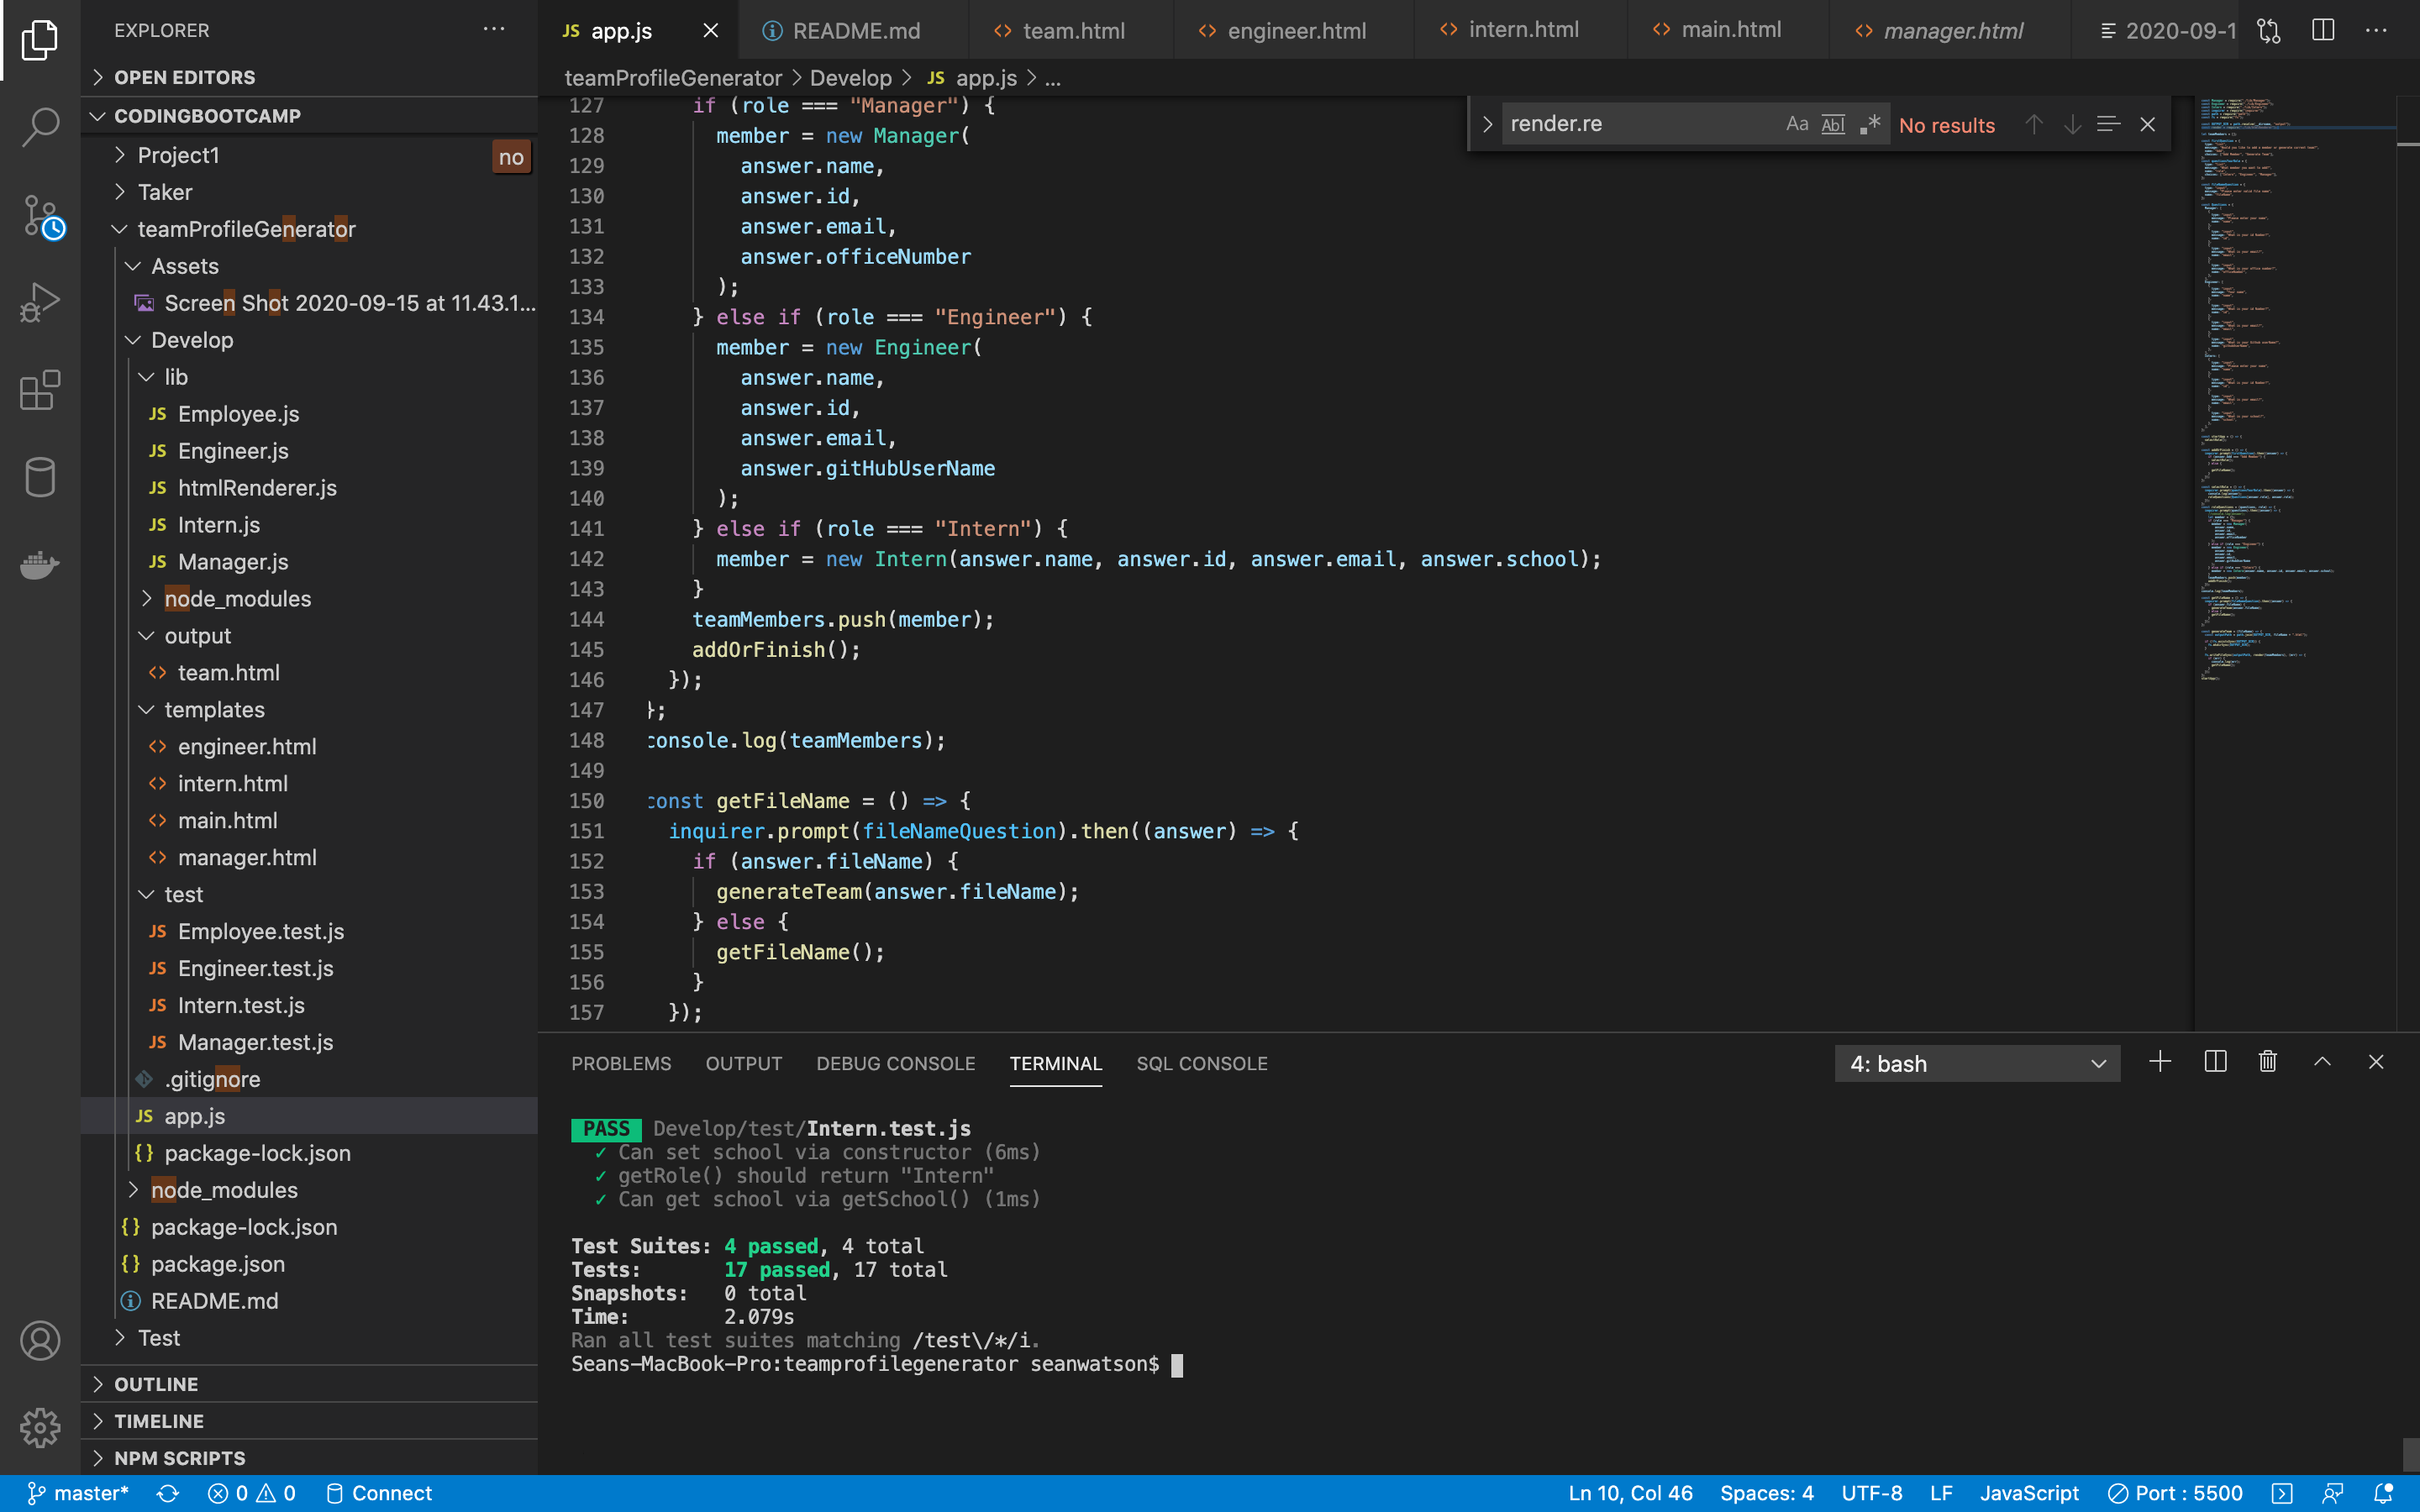 EXPLORER
OPEN EDITORS
CODINGBOOTCAMP
Project1
no
Taker
teamProfileGenerator
Assets
Screen Shot 2020-09-15 at 11.43.1...
Develop
lib
JS Employee.js
JS Engineer.js
JS htmlRenderer.js
JS Intern.js
JS Manager.js
node_modules
output
<> team.html
templates
<> engineer.html
<> intern.html
<> main.html
<> manager.html
test
JS Employee.test.js
JS Engineer.test.js
JS Intern.test.js
JS Manager.test.js
.gitignore
JS app.js
{} package-lock.json
node_modules
{} package-lock.json
{} package.json
README.md
Test
OUTLINE
TIMELINE
NPM SCRIPTS
JS app.js
README.md
<> team.html
<> engineer.html
<> intern.html
<> main.html
<> manager.html
2020-09-1
teamProfileGenerator > Develop > JS app.js > ...
render.re
Aa Abl .* No results
127 if (role === "Manager") {
128 member = new Manager(
129 answer.name,
130 answer.id,
131 answer.email,
132 answer.officeNumber
133 );
134 } else if (role === "Engineer") {
135 member = new Engineer(
136 answer.name,
137 answer.id,
138 answer.email,
139 answer.gitHubUserName
140 );
141 } else if (role === "Intern") {
142 member = new Intern(answer.name, answer.id, answer.email, answer.school);
143 }
144 teamMembers.push(member);
145 addOrFinish();
146 });
147 };
148 console.log(teamMembers);
149
150 const getFileName = () => {
151 inquirer.prompt(fileNameQuestion).then((answer) => {
152 if (answer.fileName) {
153 generateTeam(answer.fileName);
154 } else {
155 getFileName();
156 }
157 });
PROBLEMS OUTPUT DEBUG CONSOLE TERMINAL SQL CONSOLE
4: bash
PASS Develop/test/Intern.test.js
✓ Can set school via constructor (6ms)
✓ getRole() should return "Intern"
✓ Can get school via getSchool() (1ms)
Test Suites: 4 passed, 4 total
Tests: 17 passed, 17 total
Snapshots: 0 total
Time: 2.079s
Ran all test suites matching /test\/*/i.
Seans-MacBook-Pro:teamprofilegenerator seanwatson$
master* 0 0 Connect
Ln 10, Col 46 Spaces: 4 UTF-8 LF JavaScript Port : 5500